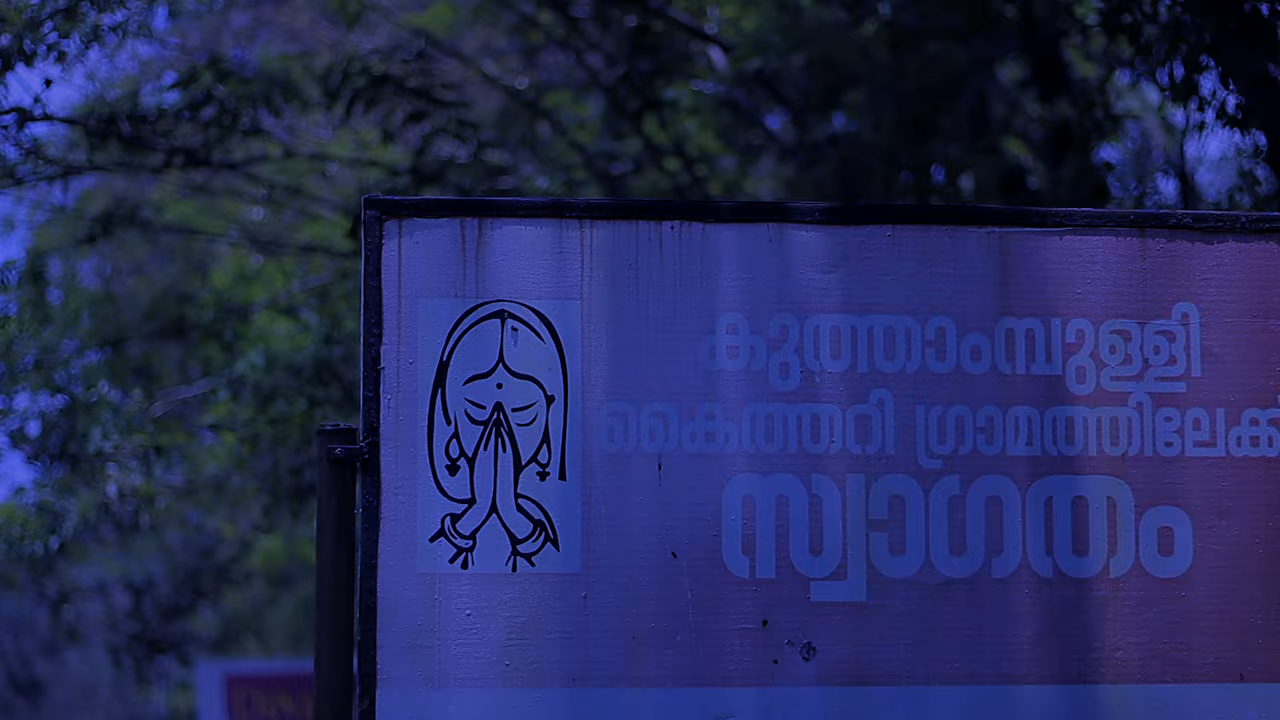 കുത്താംമ്പുള്ളി
കൈത്തറി ഗ്രാമത്തിലേക്ക്
സ്വാഗതം